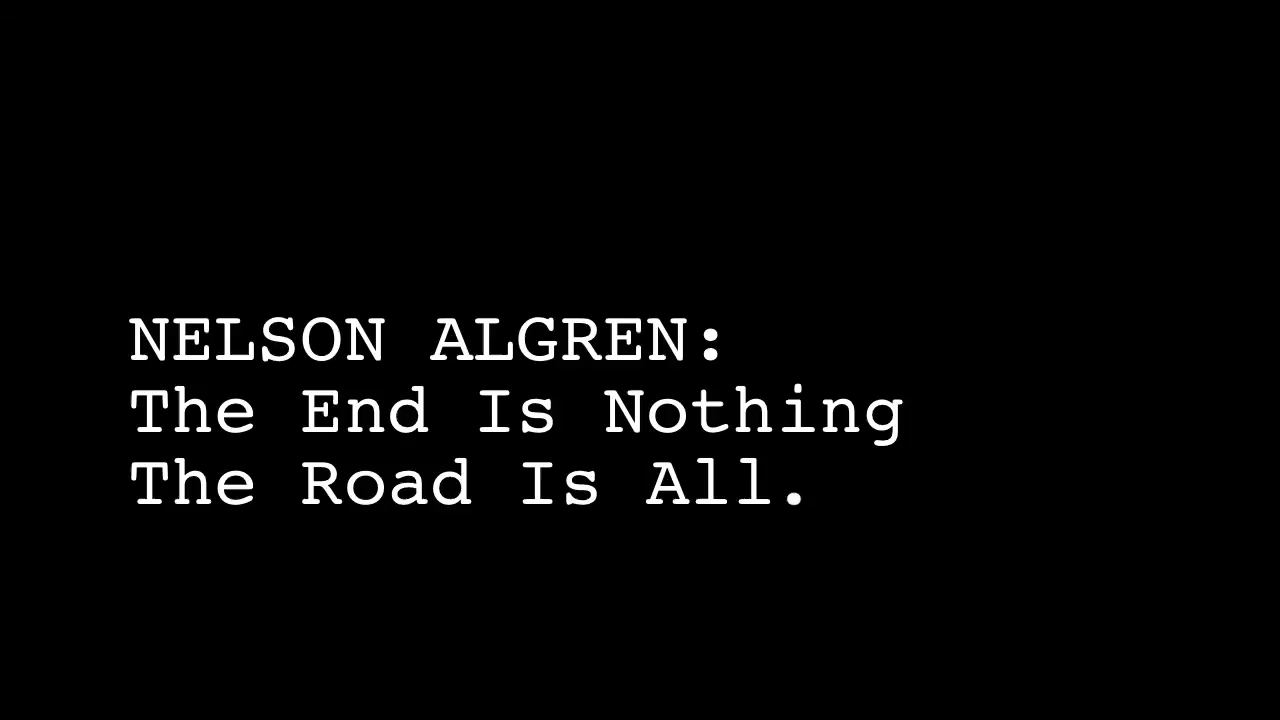 NELSON ALGREN:
The End Is Nothing
The Road Is All.